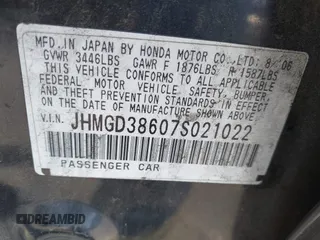 MFD. IN JAPAN BY HONDA MOTOR CO., LTD. 8/06
GVWR 3446LBS GAWR F 1876LBS R 1587LBS
THIS VEHICLE CONFORMS TO ALL APPLICABLE
FEDERAL MOTOR VEHICLE SAFETY, BUMPER,
AND THEFT PREVENTION STANDARDS IN EFFECT
ON THE DATE OF MANUFACTURE SHOWN ABOVE.
V.I.N. JHMGD38607S021022
PASSENGER CAR
DREAMBID